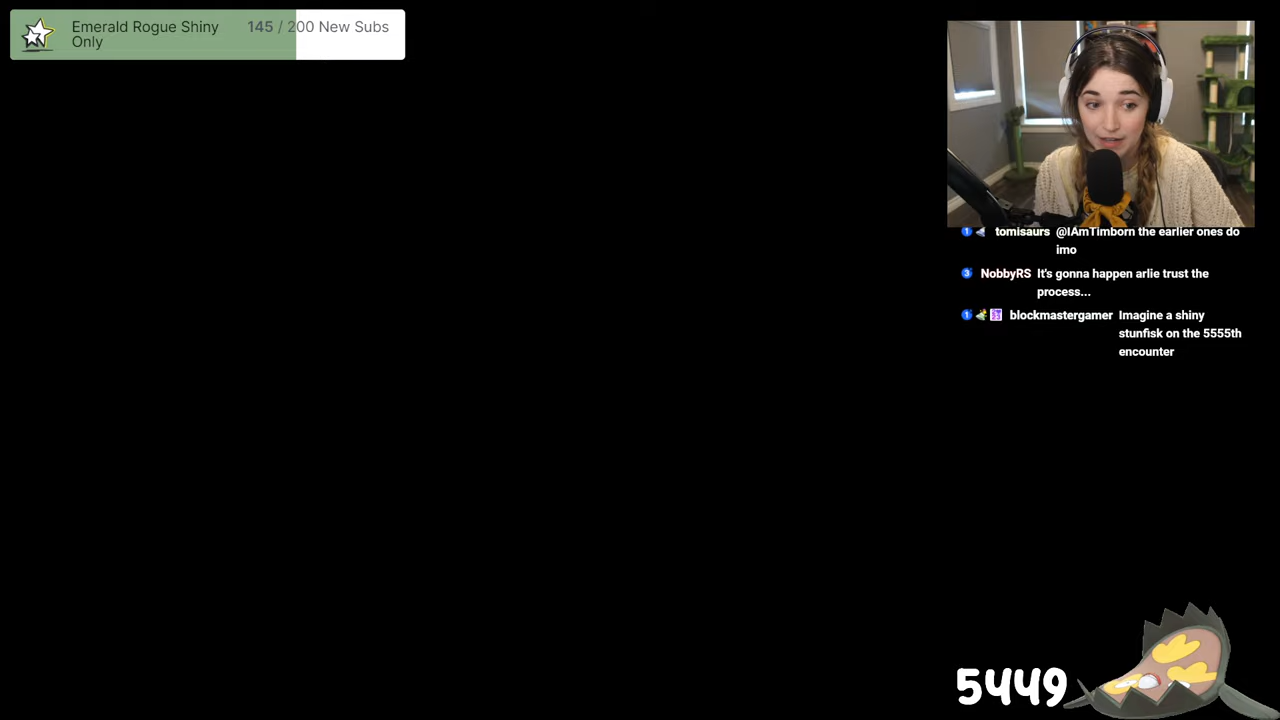 Emerald Rogue Shiny Only
145 / 200 New Subs
tomisaurs @IAmTimborn the earlier ones do
imo
NobbyRS It's gonna happen arlie trust the
process...
blockmastergamer Imagine a shiny
stunfisk on the 5555th
encounter
5449